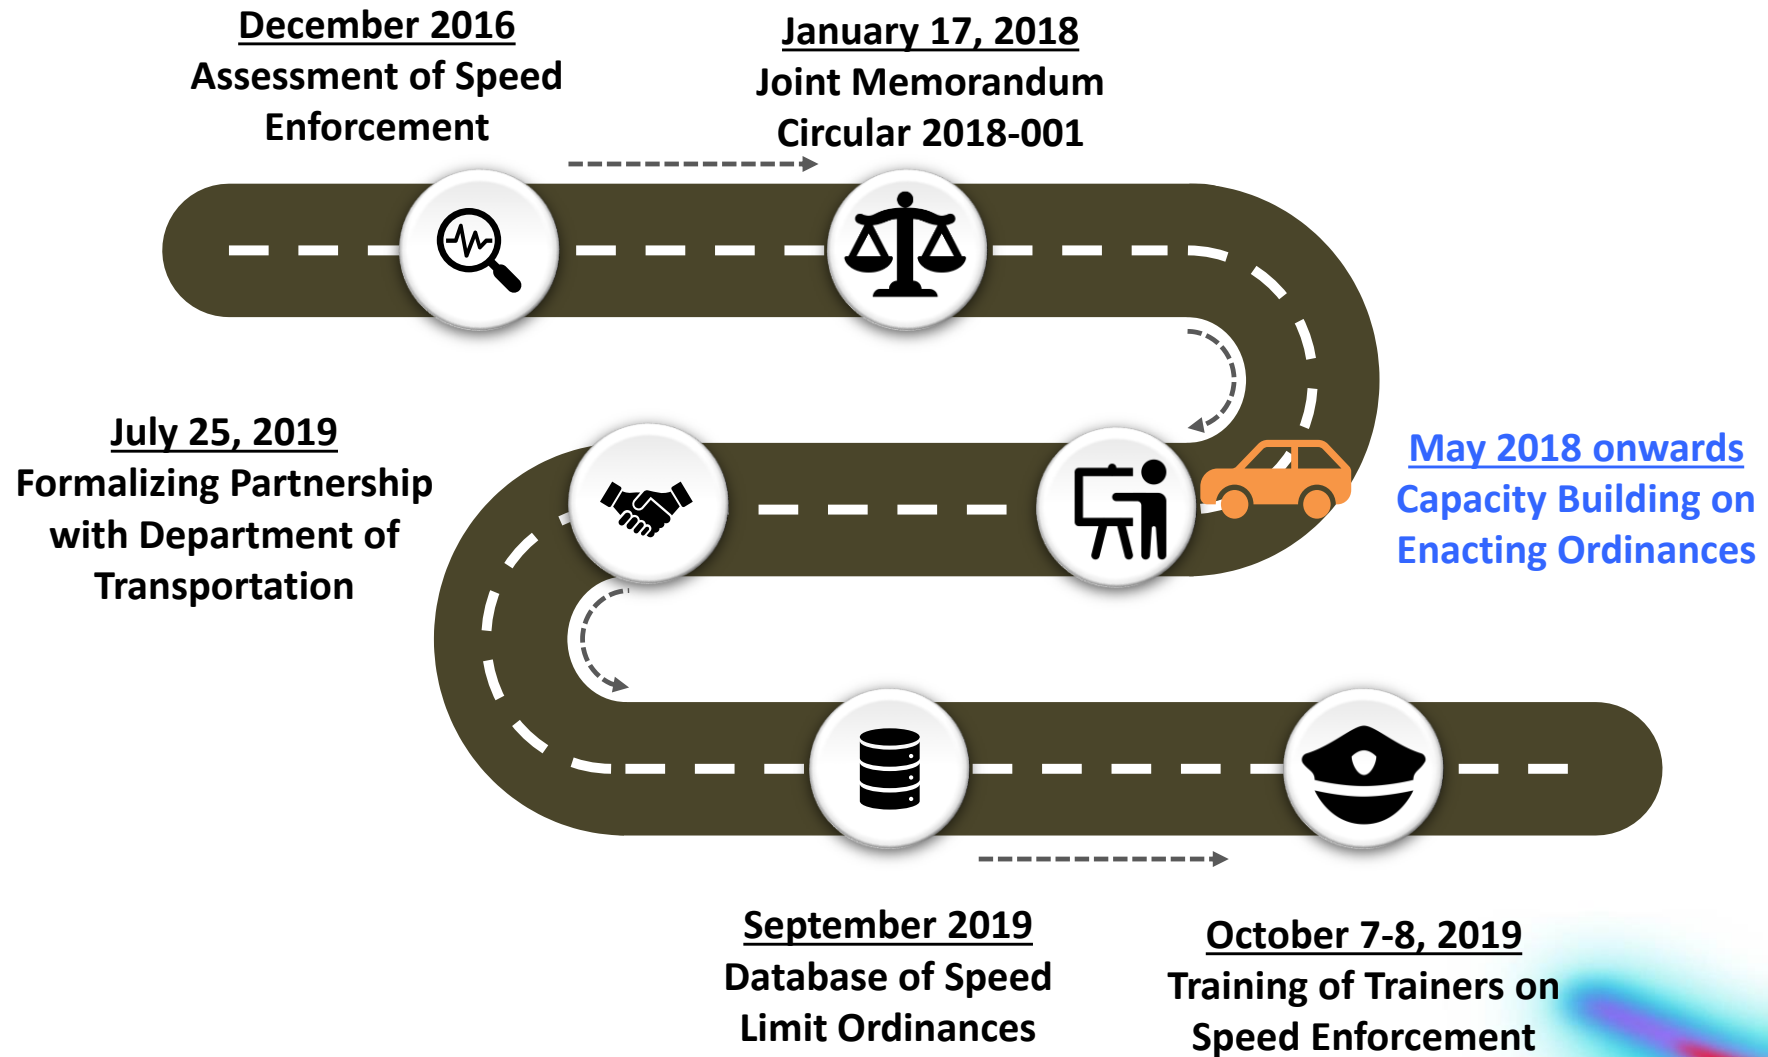 December 2016
Assessment of Speed
Enforcement
January 17, 2018
Joint Memorandum
Circular 2018-001
May 2018 onwards
Capacity Building on
Enacting Ordinances
July 25, 2019
Formalizing Partnership
with Department of
Transportation
September 2019
Database of Speed
Limit Ordinances
October 7-8, 2019
Training of Trainers on
Speed Enforcement